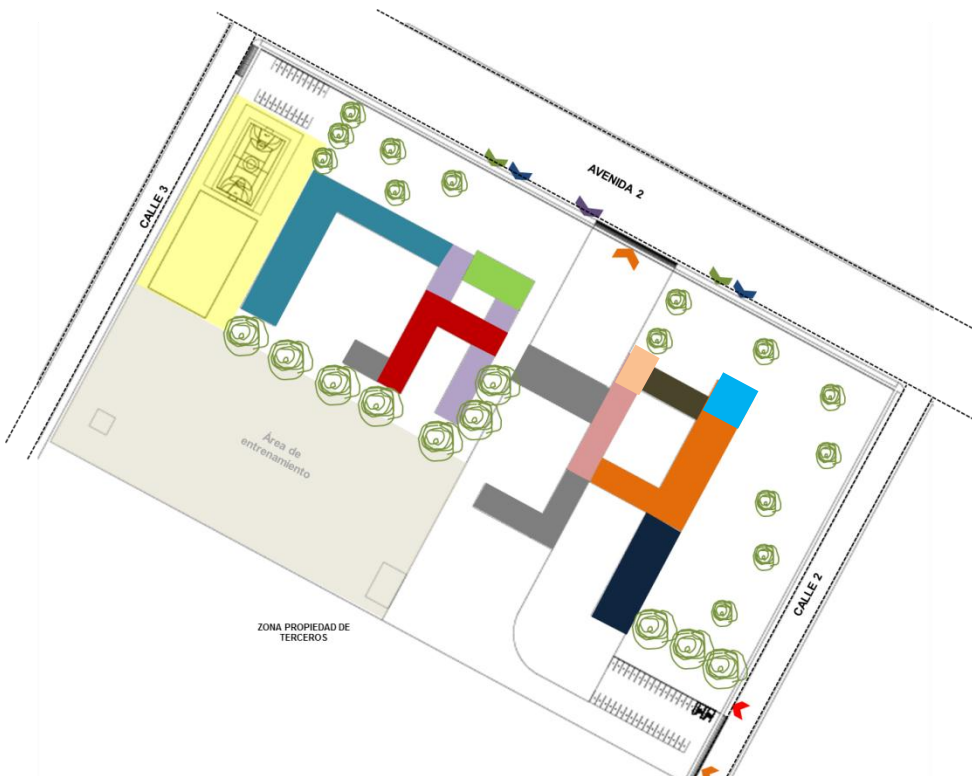 AVENIDA 2
CALLE 3
Área de
entrenamiento
CALLE 2
ZONA PROPIEDAD DE
TERCEROS